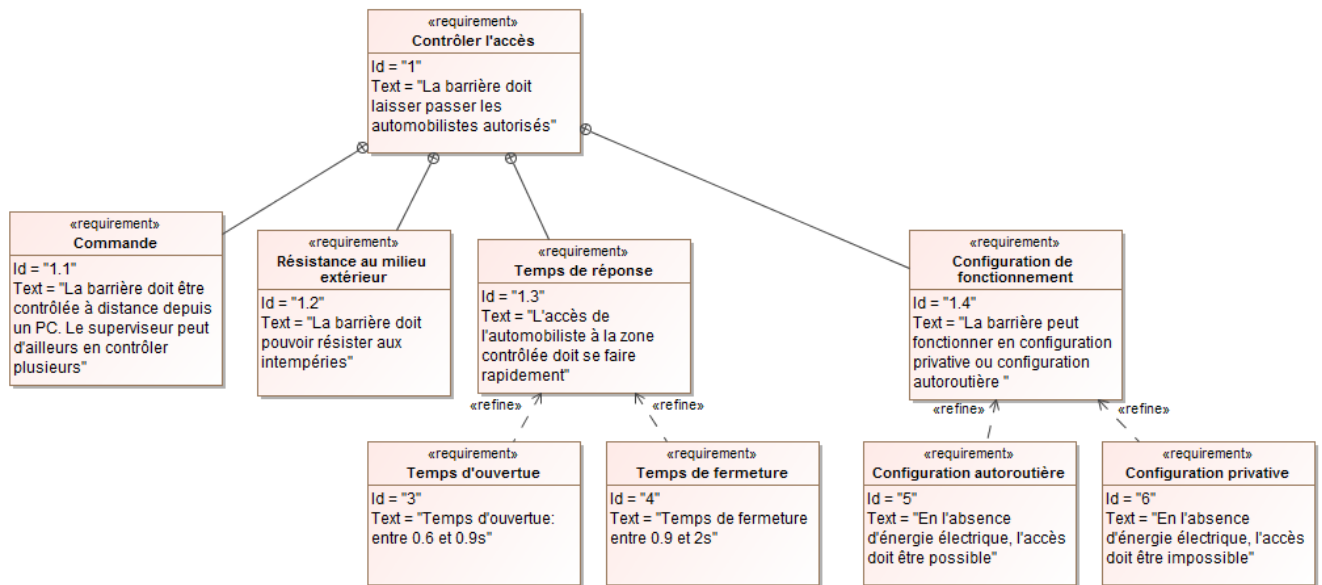 «requirement»
Contrôler l'accès
Id = "1"
Text = "La barrière doit
laisser passer les
automobilistes autorisés"
«requirement»
Commande
Id = "1.1"
Text = "La barrière doit être
contrôlée à distance depuis
un PC. Le superviseur peut
d'ailleurs en contrôler
plusieurs"
«requirement»
Résistance au milieu
extérieur
Id = "1.2"
Text = "La barrière doit
pouvoir résister aux
intempéries"
«requirement»
Temps de réponse
Id = "1.3"
Text = "L'accès de
l'automobiliste à la zone
contrôlée doit se faire
rapidement"
«requirement»
Configuration de
fonctionnement
Id = "1.4"
Text = "La barrière peut
fonctionner en configuration
privative ou configuration
autoroutière "
«refine»
«refine»
«refine»
«refine»
«requirement»
Temps d'ouvertue
Id = "3"
Text = "Temps d'ouvertue:
entre 0.6 et 0.9s"
«requirement»
Temps de fermeture
Id = "4"
Text = "Temps de fermeture
entre 0.9 et 2s"
«requirement»
Configuration autoroutière
Id = "5"
Text = "En l'absence
d'énergie électrique, l'accès
doit être possible"
«requirement»
Configuration privative
Id = "6"
Text = "En l'absence
d'énergie électrique, l'accès
doit être impossible"